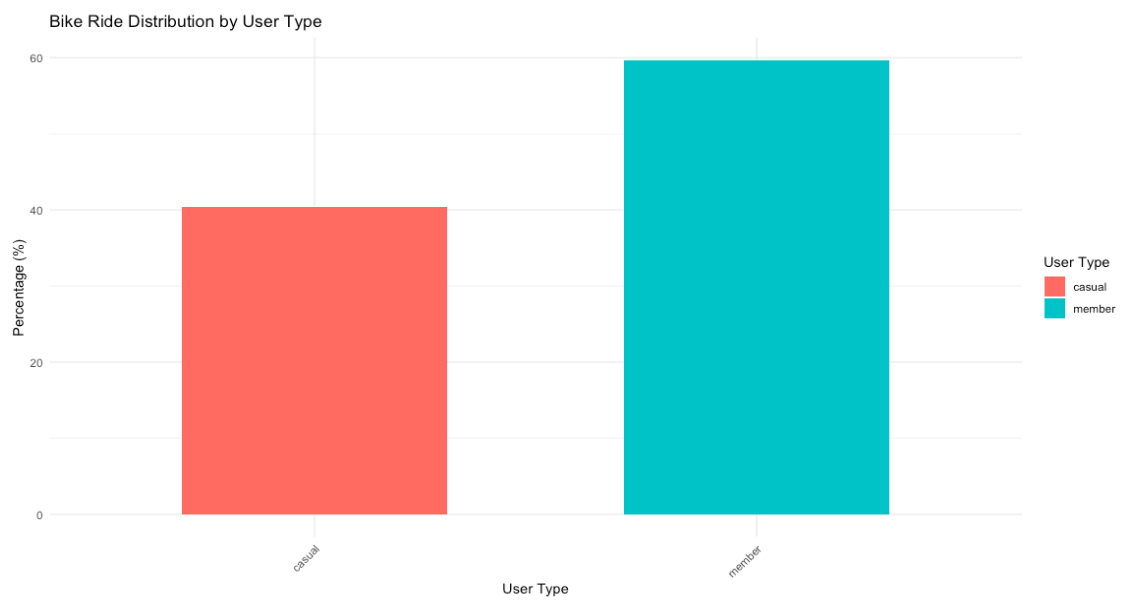 Bike Ride Distribution by User Type
60
40
20
0
Percentage (%)
casual
member
User Type
User Type
casual
member